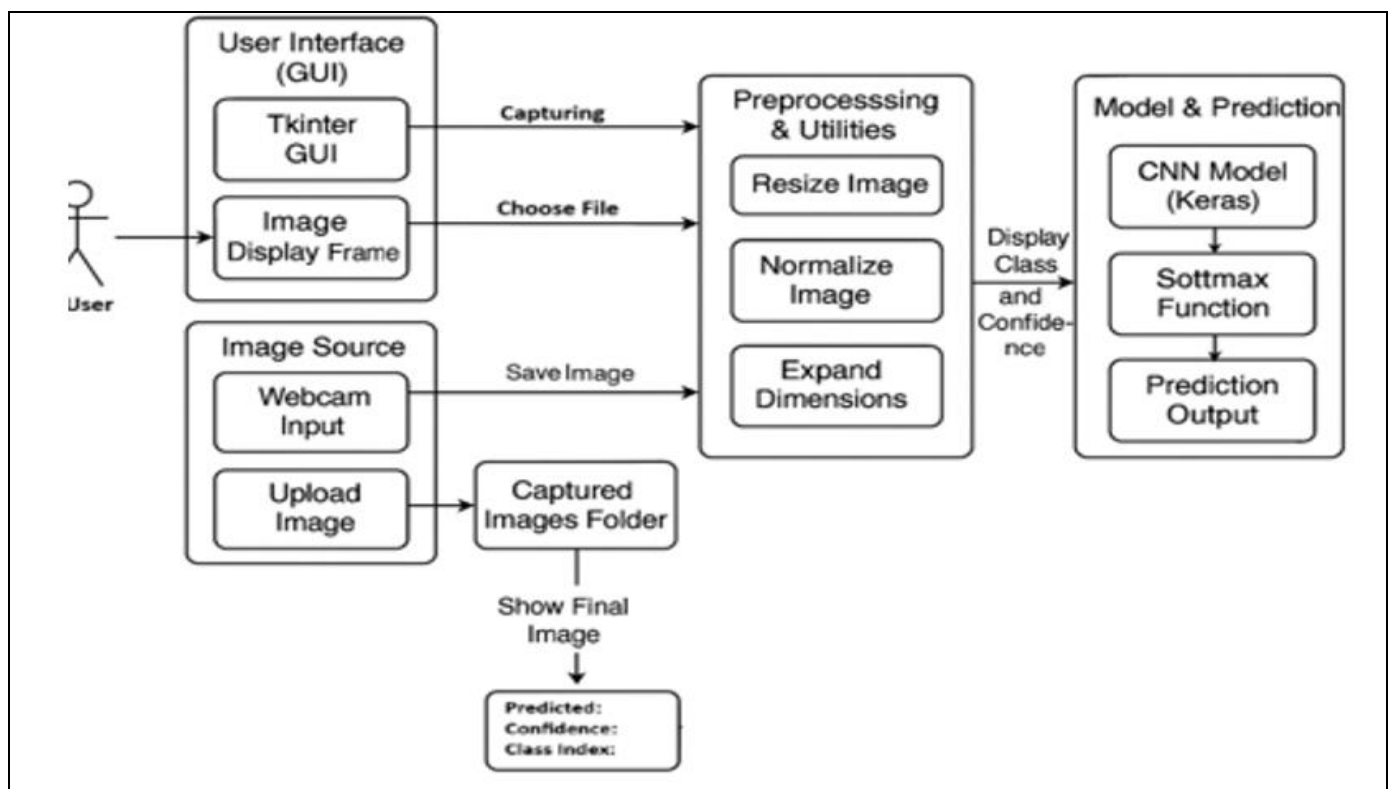 User Interface
(GUI)
Tkinter
GUI
Image
Display Frame
User
Image Source
Webcam
Input
Upload
Image
Capturing
Choose File
Save Image
Captured
Images Folder
Show Final
Image
Predicted:
Confidence:
Class Index:
Preprocesssing
& Utilities
Resize Image
Normalize
Image
Expand
Dimensions
Display
Class
and
Confide-
nce
Model & Prediction
CNN Model
(Keras)
Sottmax
Function
Prediction
Output